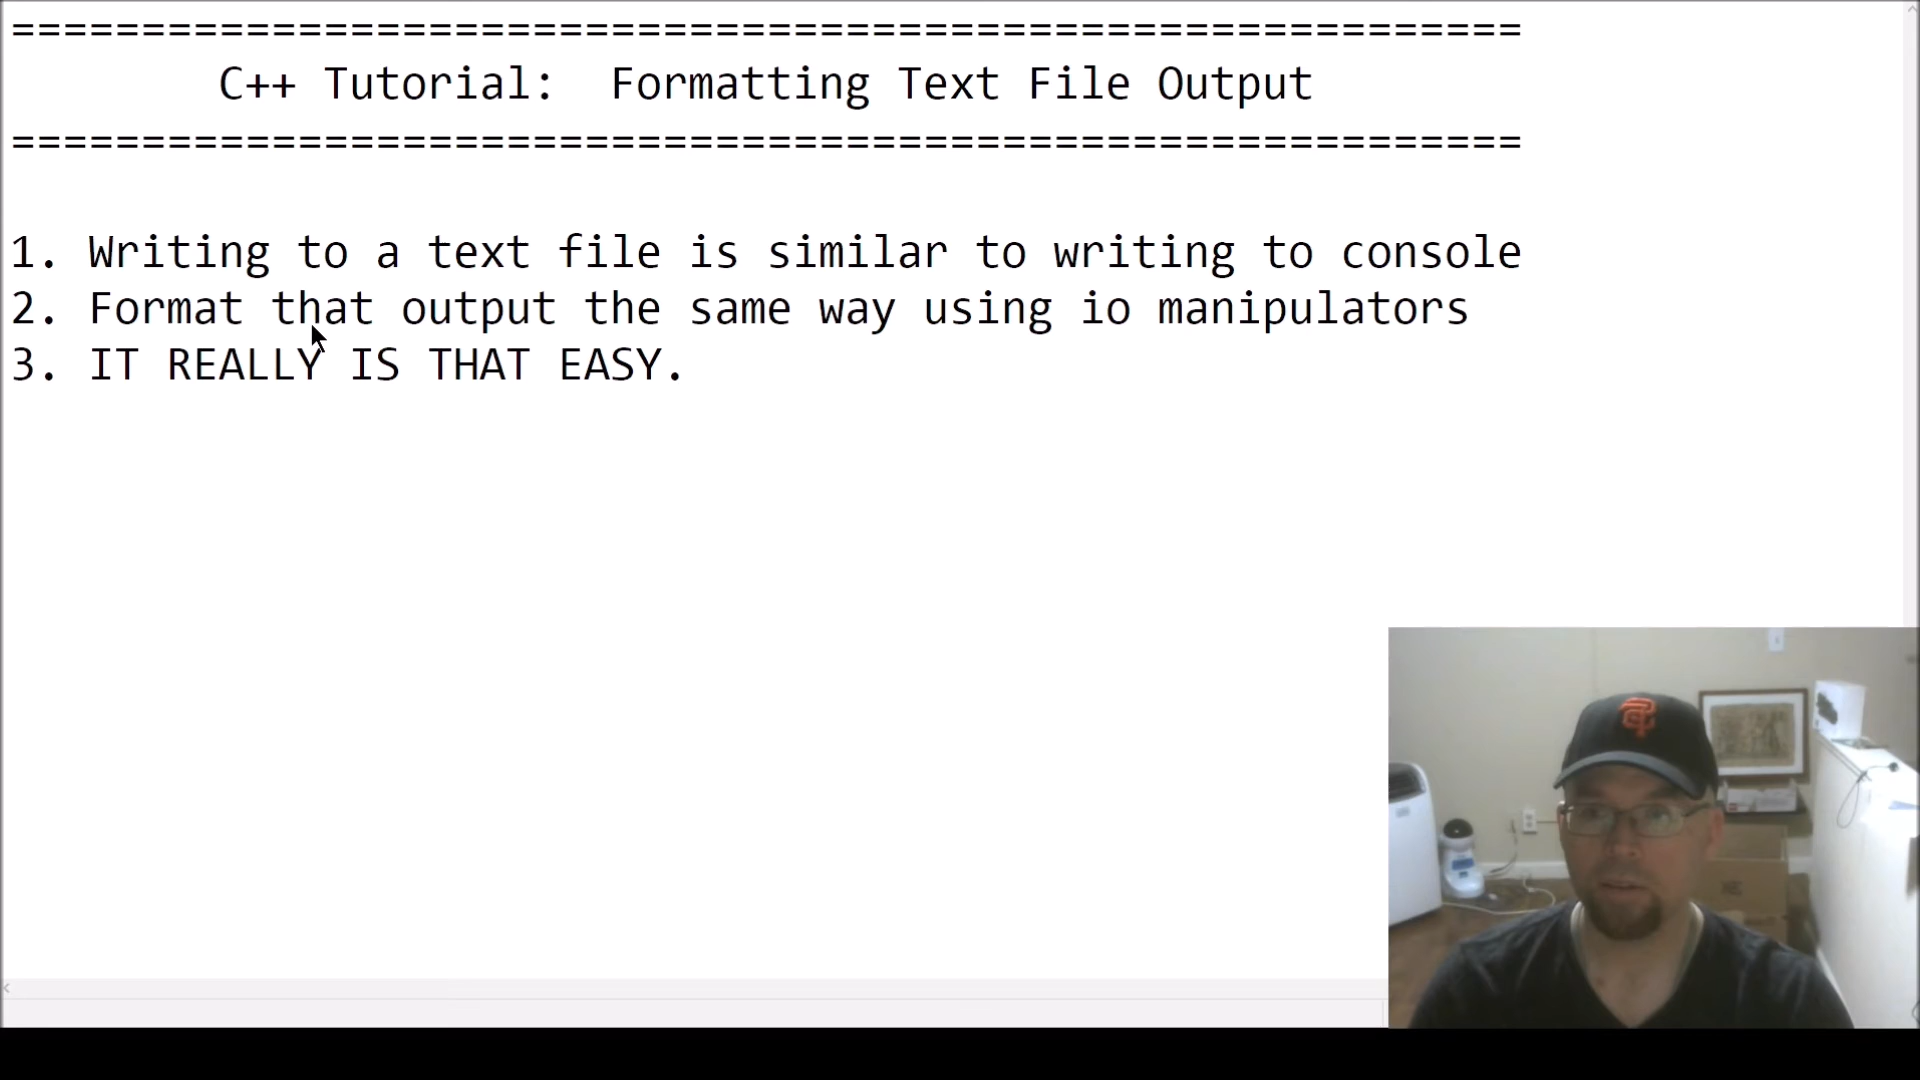 ==========================================================
C++ Tutorial:  Formatting Text File Output
==========================================================
1. Writing to a text file is similar to writing to console
2. Format that output the same way using io manipulators
3. IT REALLY IS THAT EASY.
SF